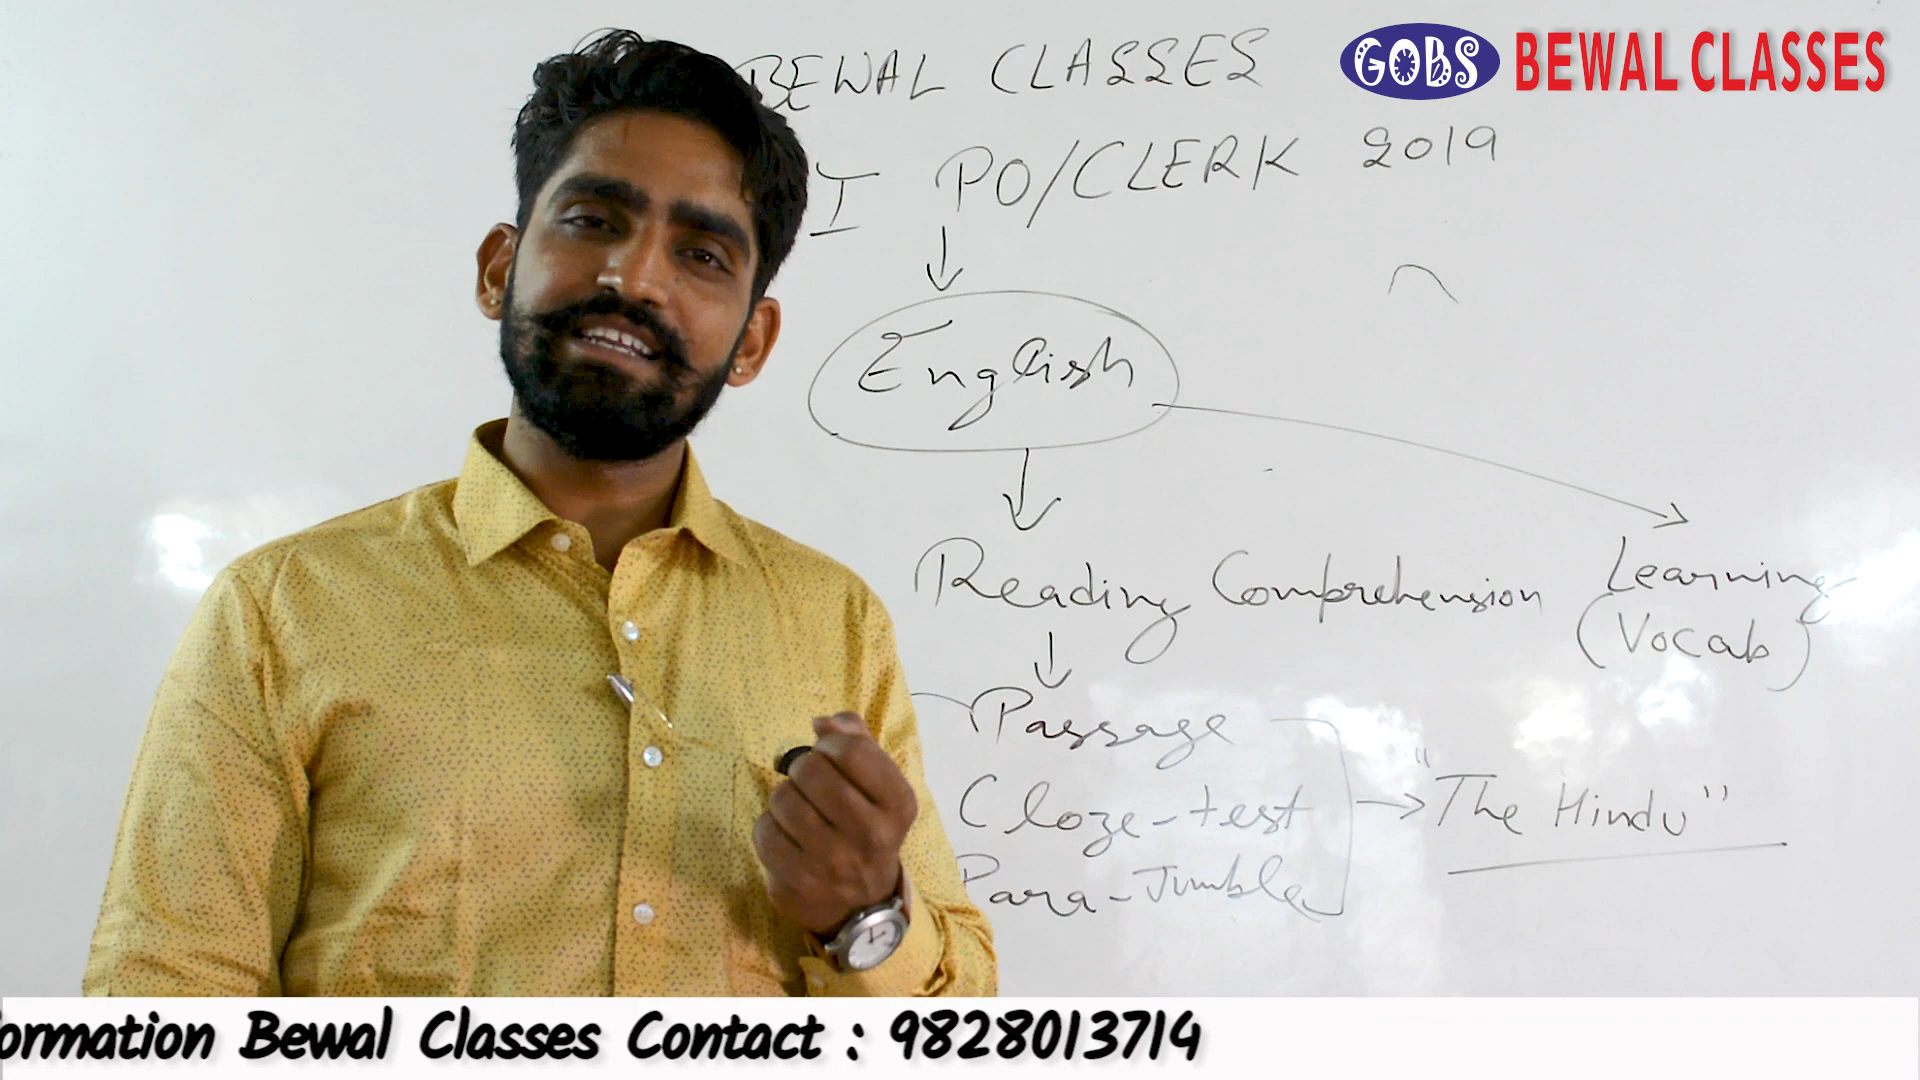 BEWAL CLASSES
GOBS BEWAL CLASSES
I PO/CLERK 2019
English
Reading Comprehension
Learning
(Vocab)
Passage
Cloze-test
"The Hindu"
Para-Jumble
ormation Bewal Classes Contact : 9828013714